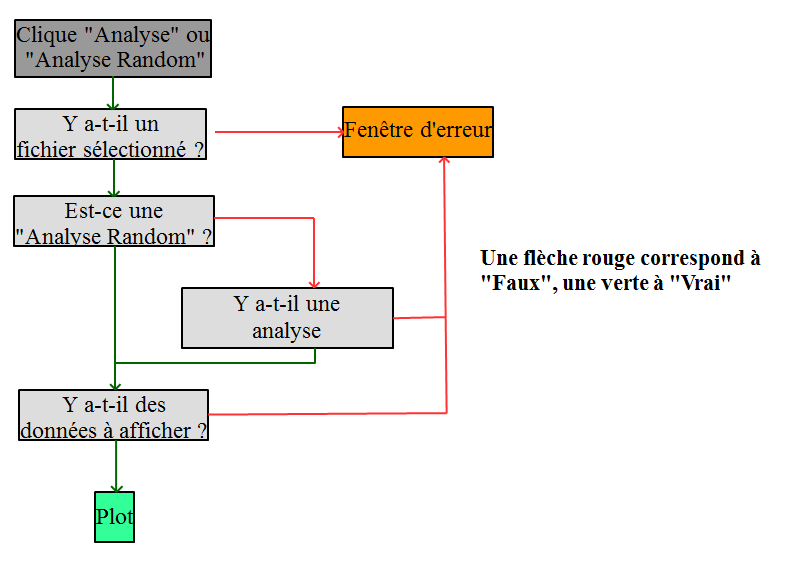 Clique "Analyse" ou
"Analyse Random"
Y a-t-il un
fichier sélectionné ?
Fenêtre d'erreur
Est-ce une
"Analyse Random" ?
Une flèche rouge correspond à
"Faux", une verte à "Vrai"
Y a-t-il une
analyse
Y a-t-il des
données à afficher ?
Plot